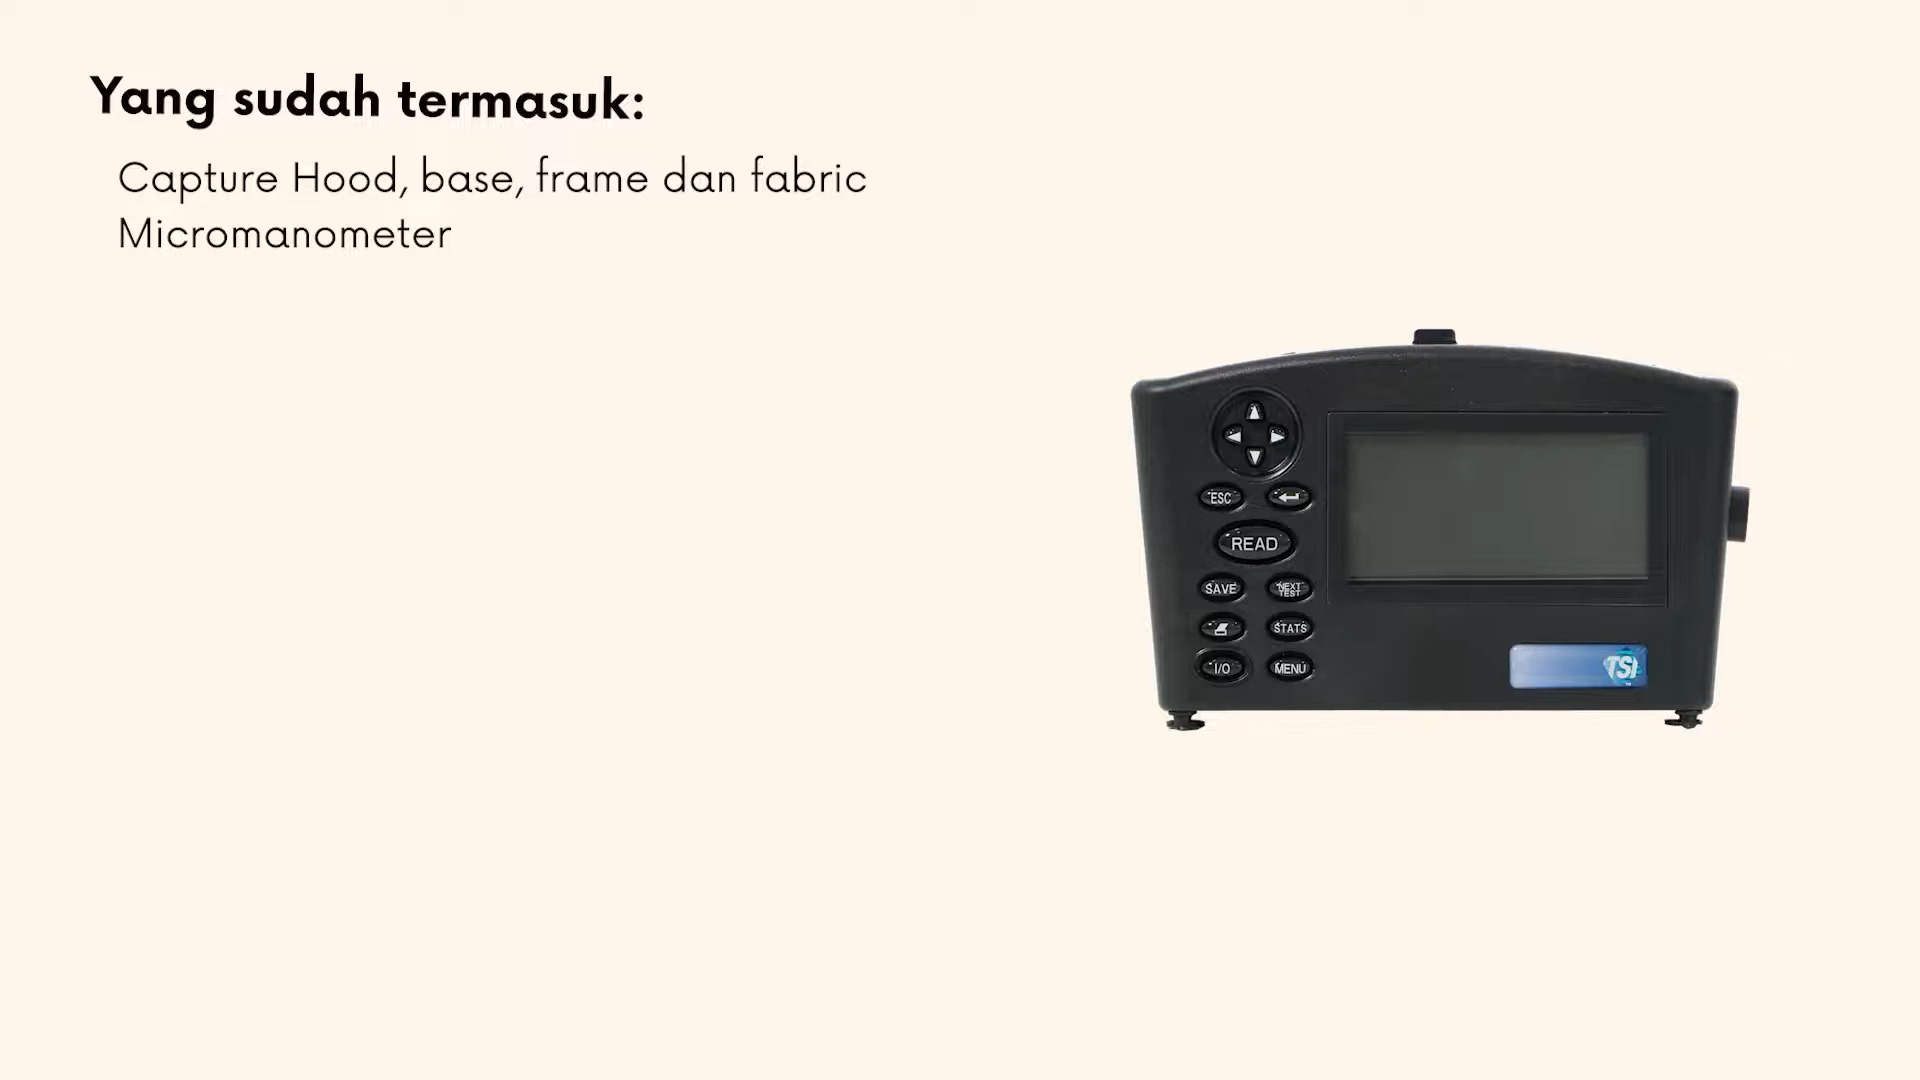 Yang sudah termasuk:
Capture Hood, base, frame dan fabric
Micromanometer
ESC
READ
SAVE
NEXT
TEST
STATS
I/O
MENU
TSI